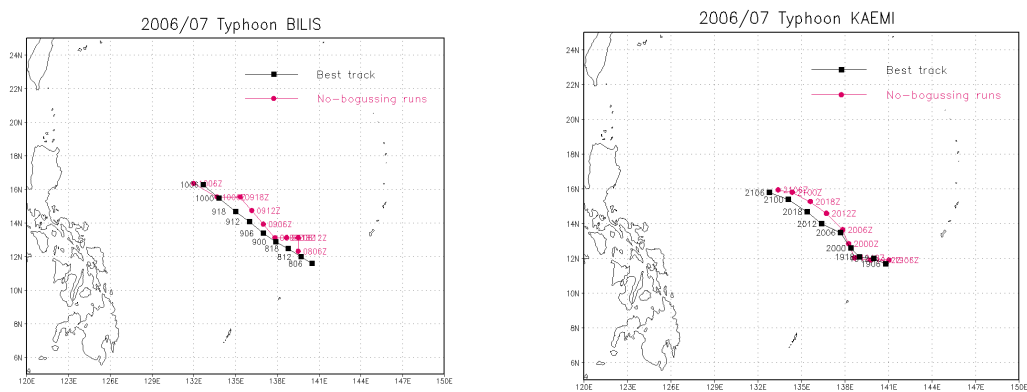 2006/07 Typhoon BILIS
24N
22N
20N
18N
16N
14N
12N
10N
8N
6N
120E 123E 126E 129E 132E 135E 138E 141E 144E 147E 150E
Best track
No-bogussing runs
1000
918 0918Z
912 0912Z
906 0906Z
900
818
812
806 0806Z
2006/07 Typhoon KAEMI
24N
22N
20N
18N
16N
14N
12N
10N
8N
6N
120E 123E 126E 129E 132E 135E 138E 141E 144E 147E 150E
Best track
No-bogussing runs
2106
2100 2100Z
2018 2018Z
2012 2012Z
2006 2006Z
2000 2000Z
1918
1906 1906Z